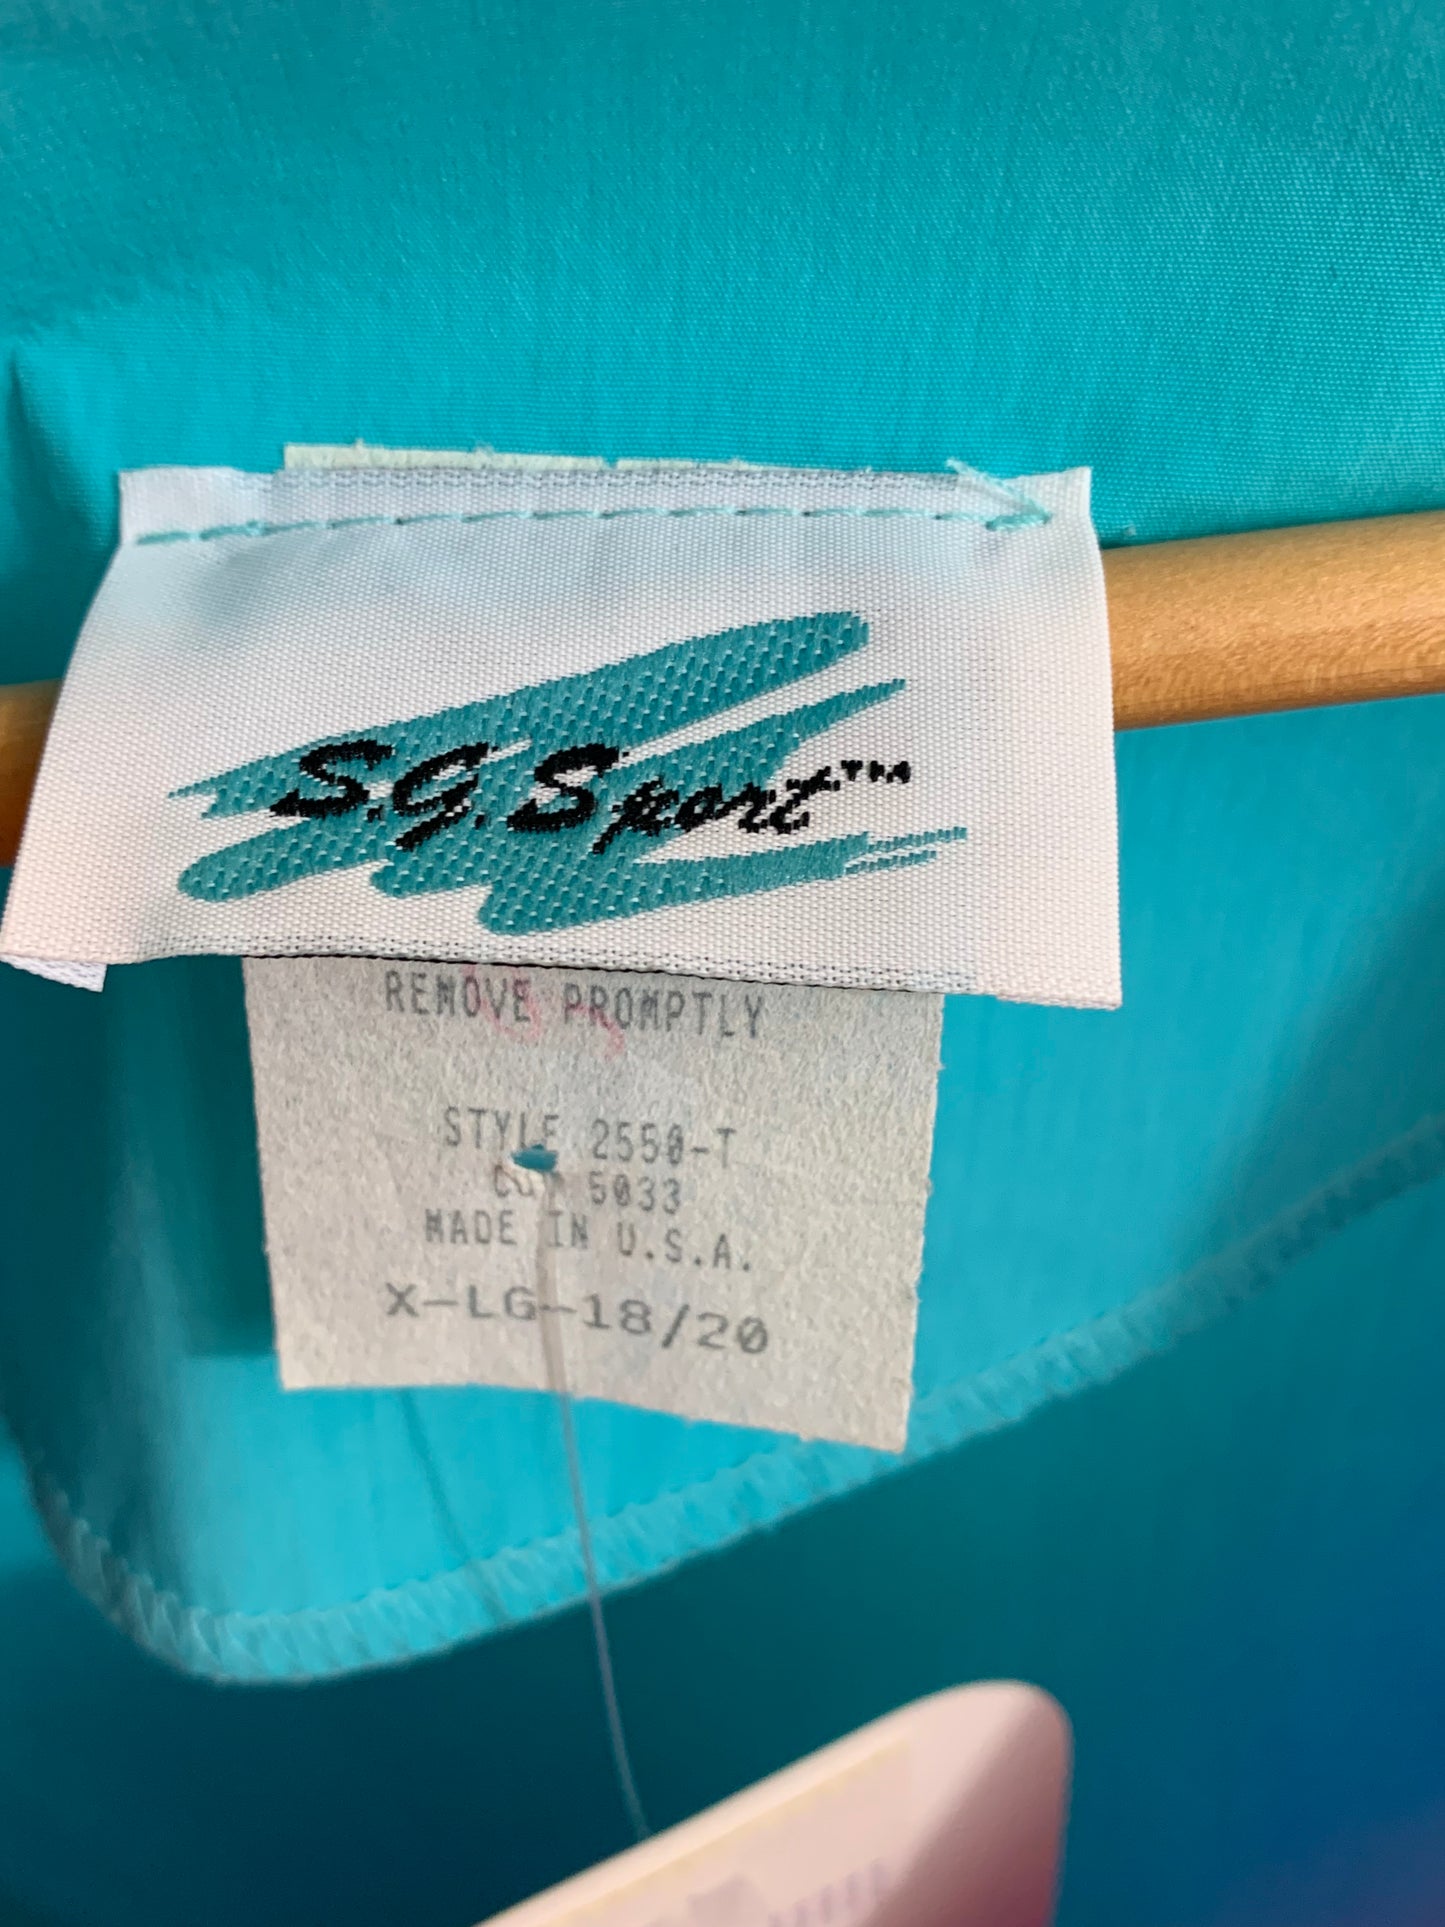 S.G. Sport™
REMOVE PROMPTLY
STYLE 2550-T
5033
MADE IN U.S.A.
X-LG-18/20